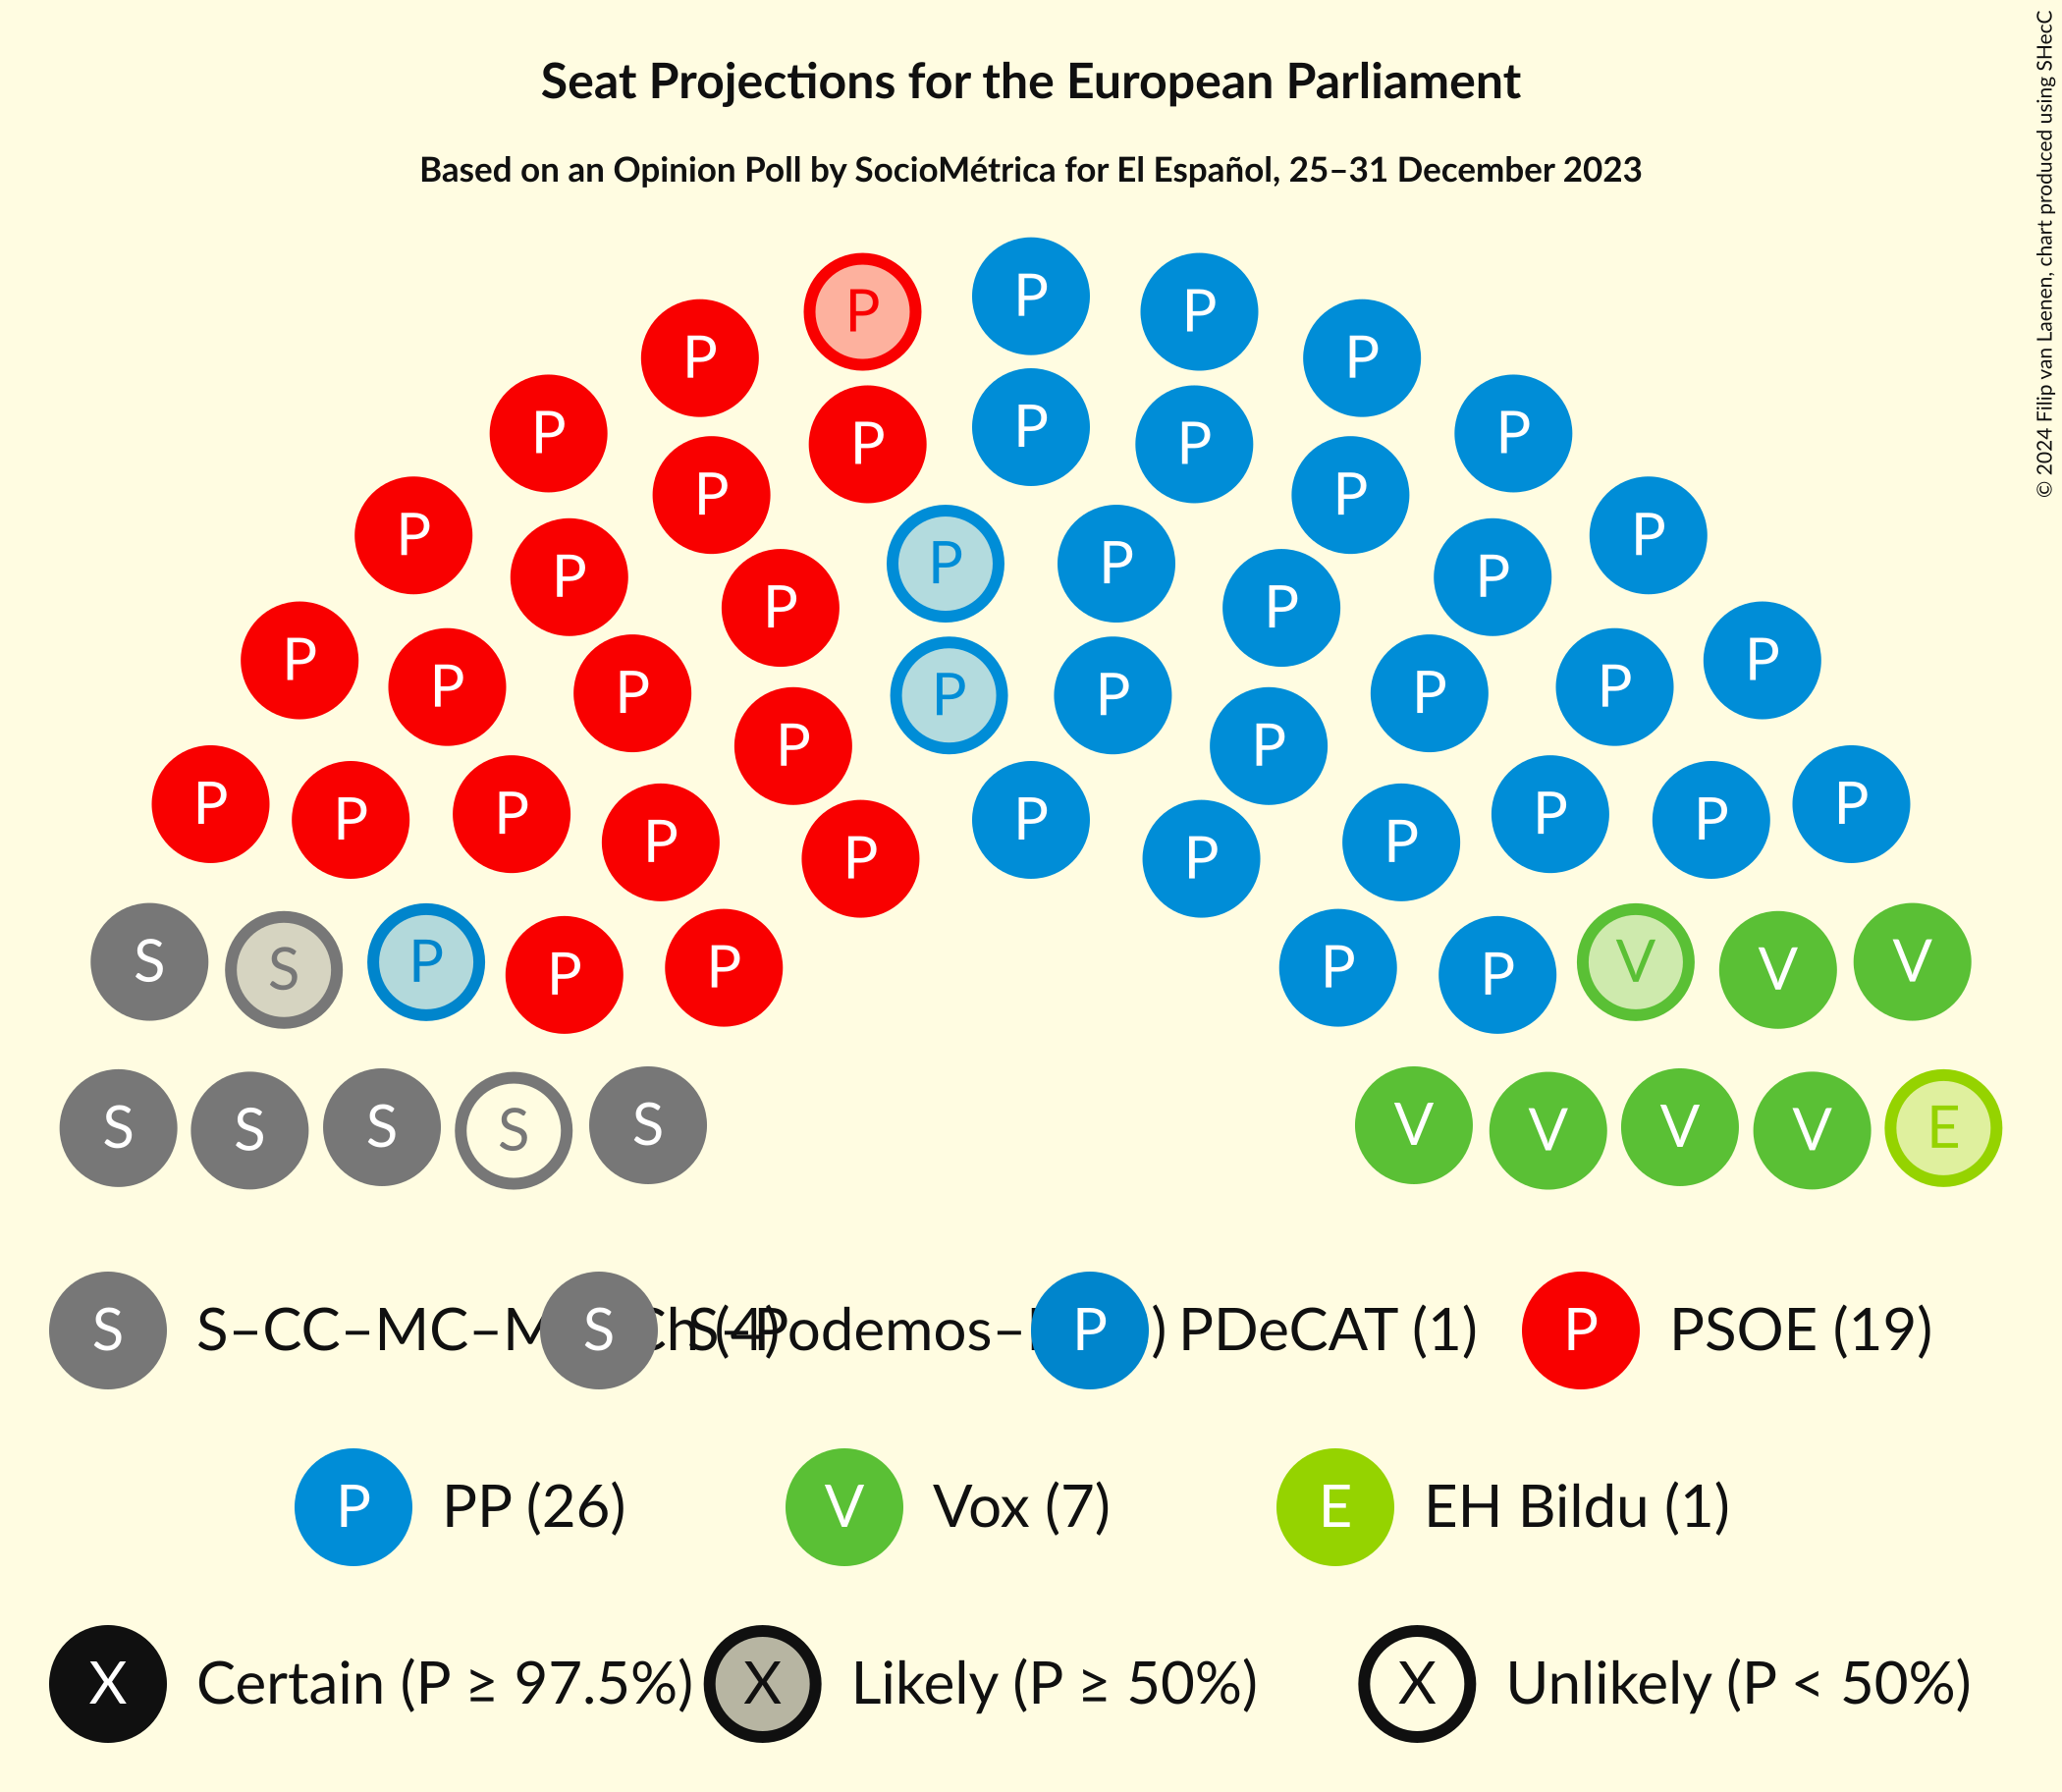 Seat Projections for the European Parliament
Based on an Opinion Poll by SocioMétrica for El Español, 25–31 December 2023
© 2024 Filip van Laenen, chart produced using SHecC
P
P P
P P
P P
P P P P
P P
P P P P
P P
P P P P
P P P P
P P P P
P P
P P P P
P P P P P
P P P P
P P
S S P P P P P V V V
S S S S S V V V V E
S S–CC–MC–M Ch (4) S S–Podemos– ) P PDeCAT (1) P PSOE (19)
P PP (26) V Vox (7) E EH Bildu (1)
X Certain (P ≥ 97.5%) X Likely (P ≥ 50%) X Unlikely (P < 50%)